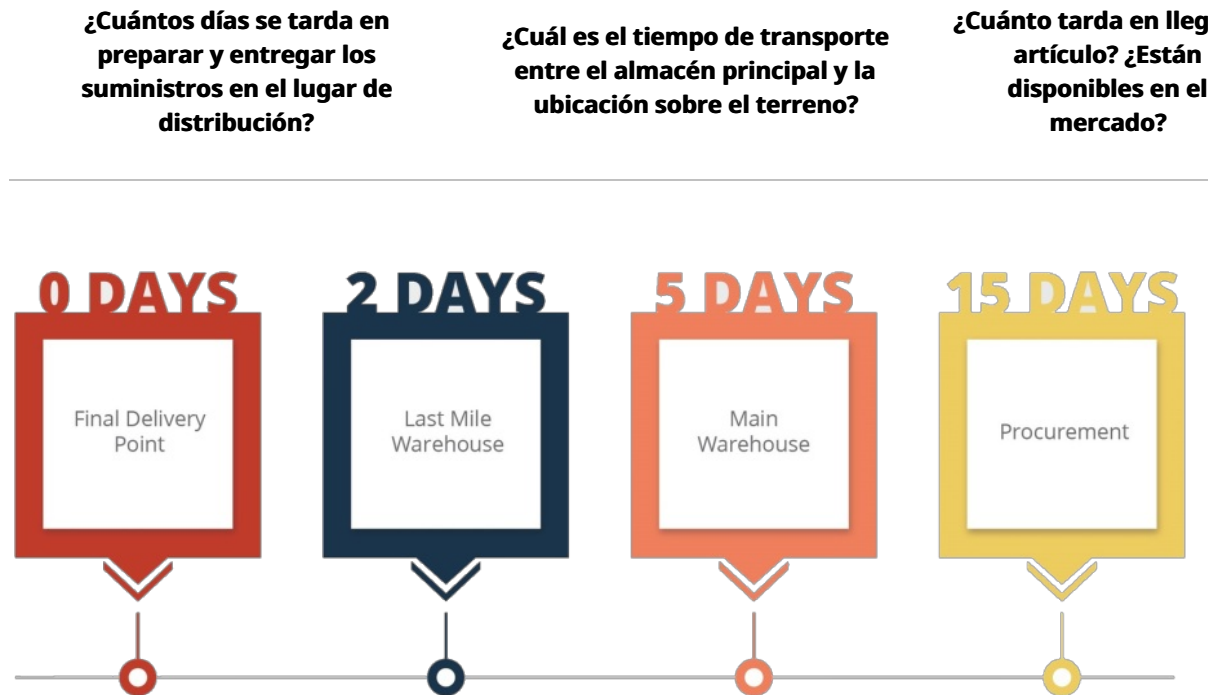 ¿Cuántos días se tarda en
preparar y entregar los
suministros en el lugar de
distribución?
¿Cuál es el tiempo de transporte
entre el almacén principal y la
ubicación sobre el terreno?
¿Cuánto tarda en lleg
artículo? ¿Están
disponibles en el
mercado?
0 DAYS
2 DAYS
5 DAYS
15 DAYS
Final Delivery
Point
Last Mile
Warehouse
Main
Warehouse
Procurement